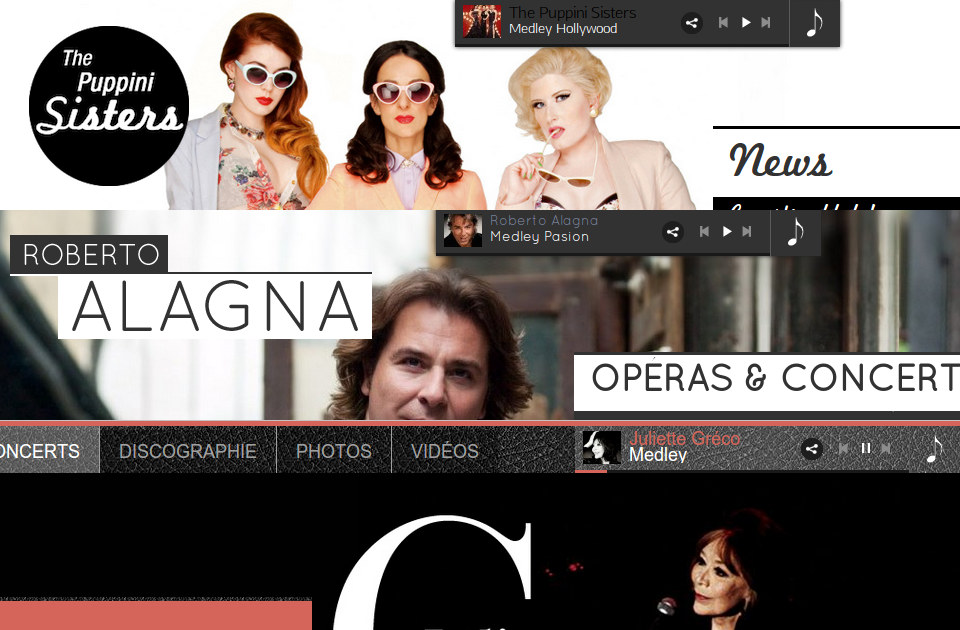 The Puppini Sisters
Medley Hollywood
The
Puppini
Sisters
News
Roberto Alagna
Medley Pasion
ROBERTO
ALAGNA
OPÉRAS & CONCERT
ONCERTS
DISCOGRAPHIE
PHOTOS
VIDÉOS
Juliette Gréco
Medley
G